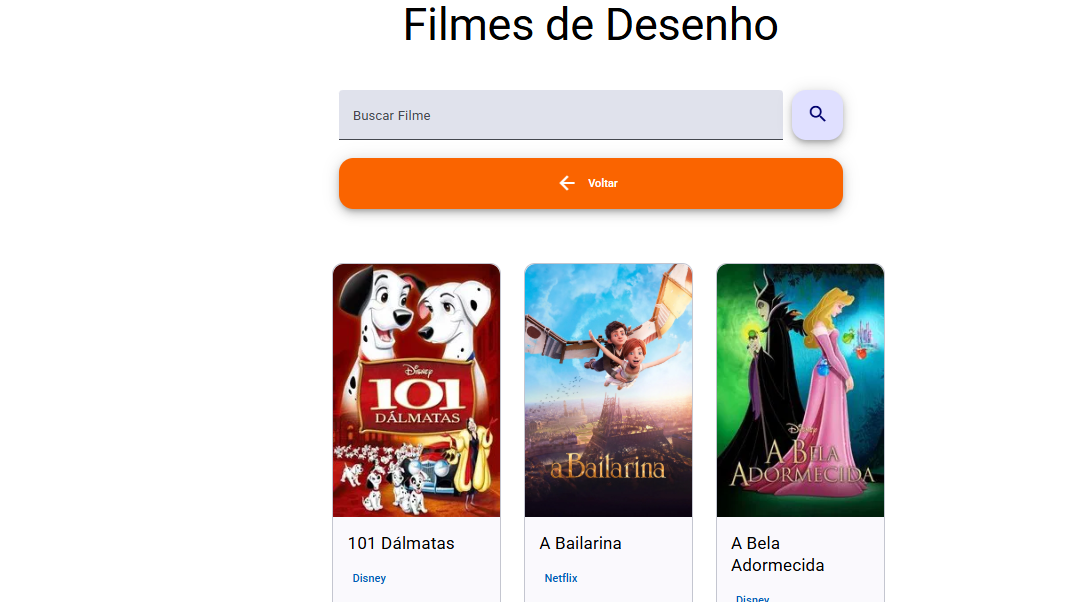 Filmes de Desenho
Buscar Filme
Voltar
Disney
101
DÁLMATAS
a Bailarina
Disney
A BELA
ADORMECIDA
101 Dálmatas
A Bailarina
A Bela
Adormecida
Disney
Netflix
Disney